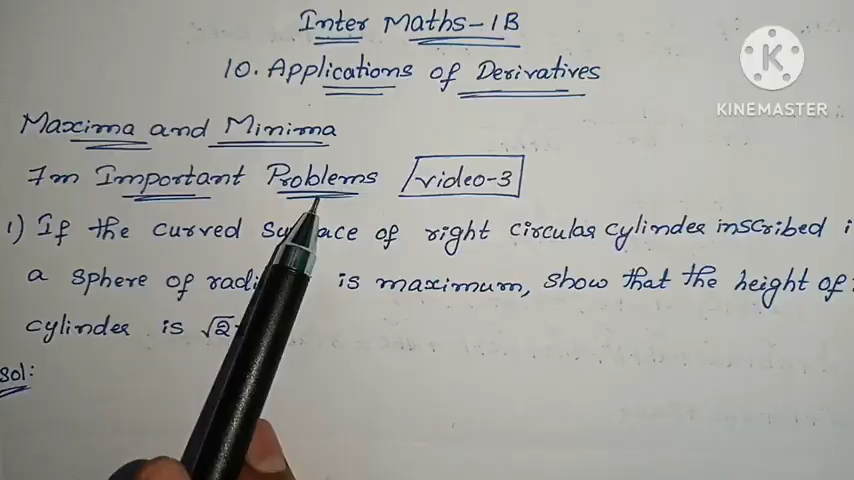 Inter Maths-1B
10. Applications of Derivatives
KINEMASTER
Maxima and Minima
7m Important Problems video-3
1) If the curved of right circular cylinder inscribed
a sphere of is maximum, show that the height of
cylinder is √2
Sol: